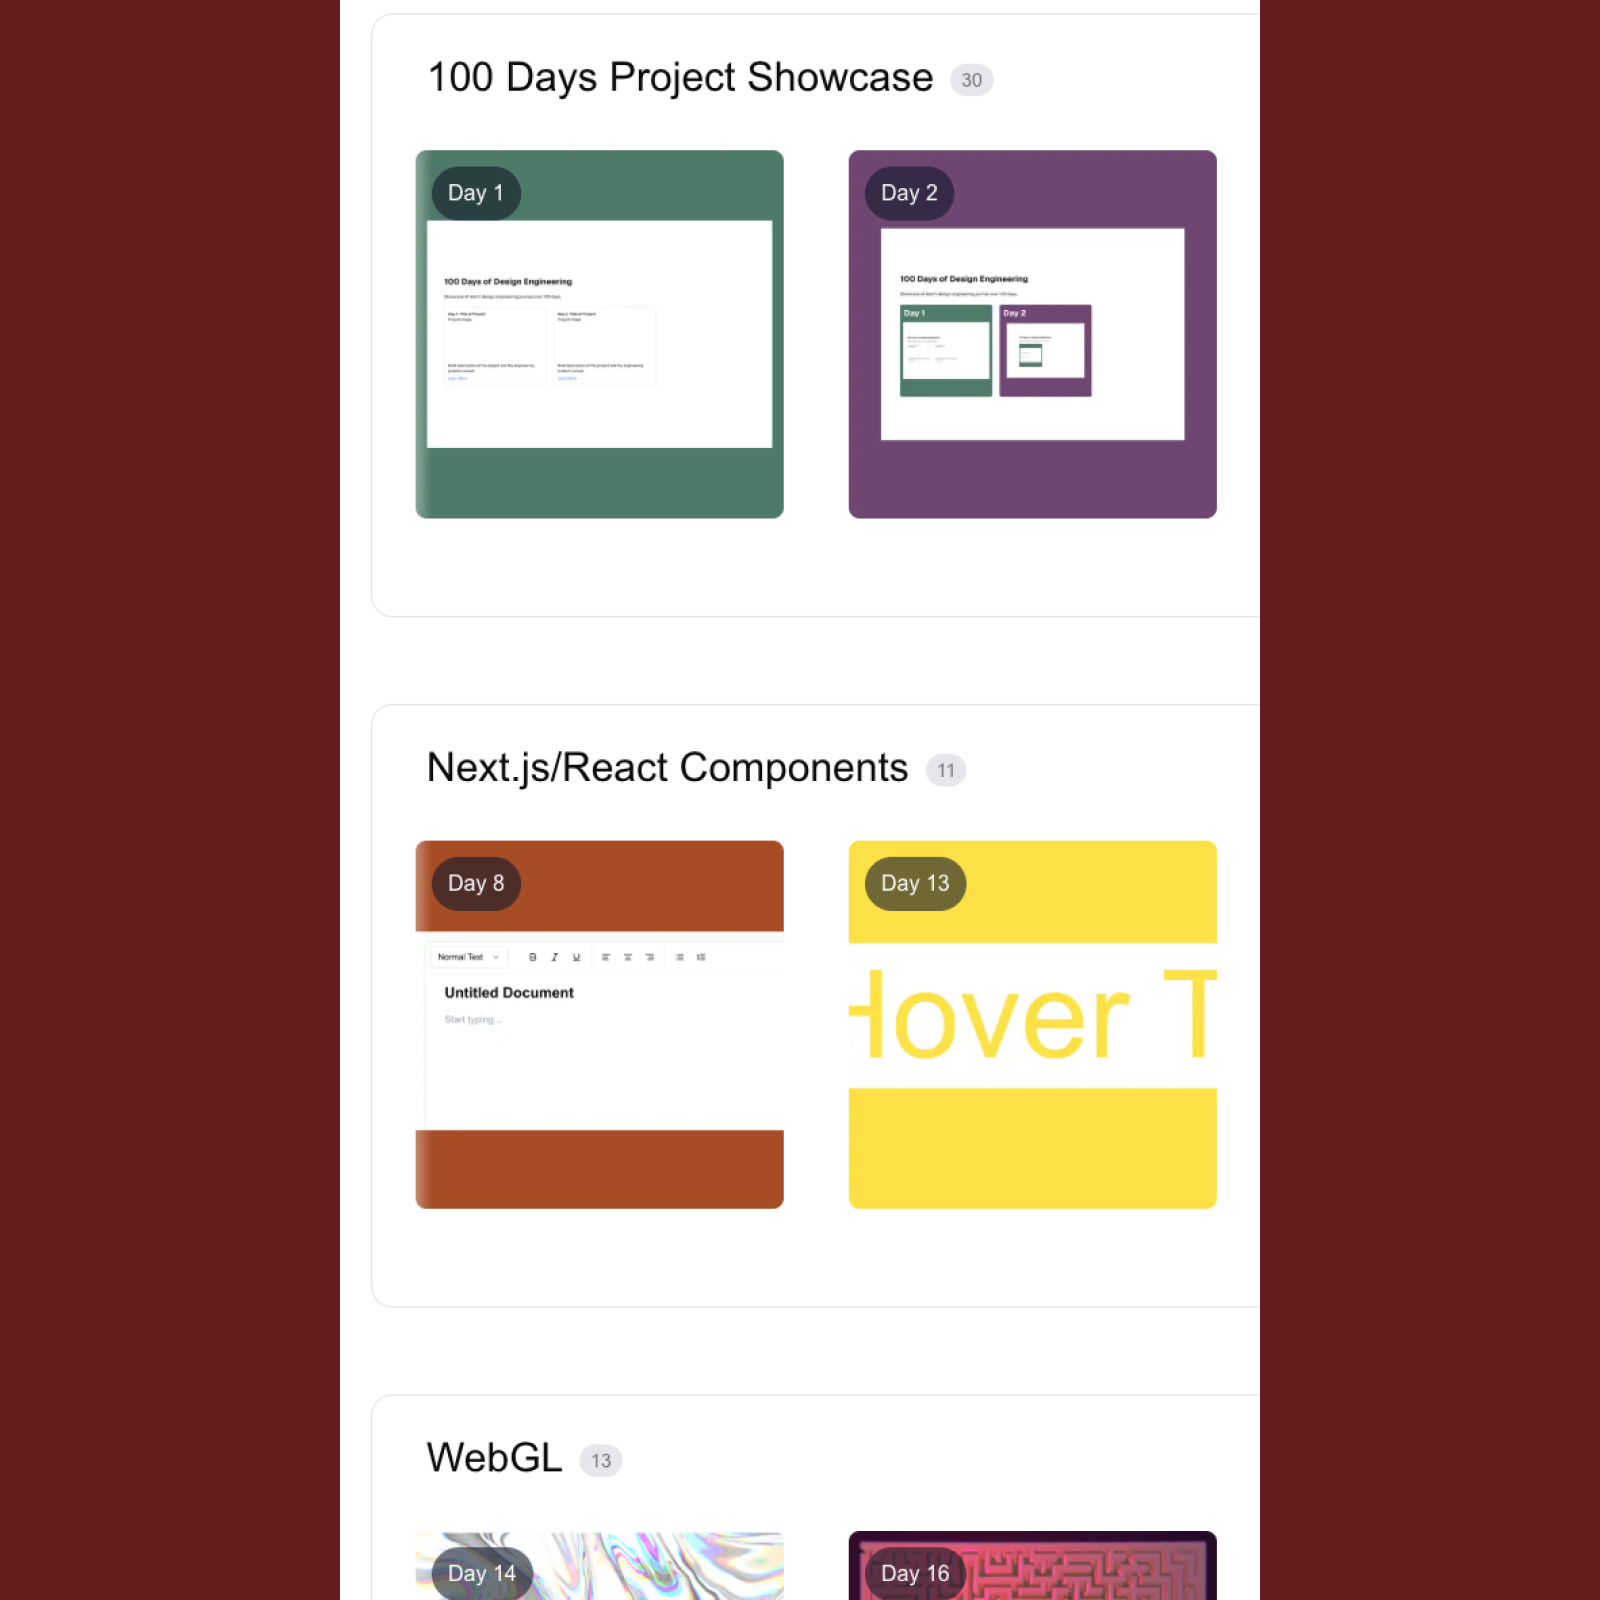 100 Days Project Showcase 30
Day 1
100 Days of Design Engineering
Day 2
100 Days of Design Engineering
Day 1
Day 2
Next.js/React Components 11
Day 8
Normal Text
B I U
Untitled Document
Start typing...
Day 13
Hover T
WebGL 13
Day 14
Day 16